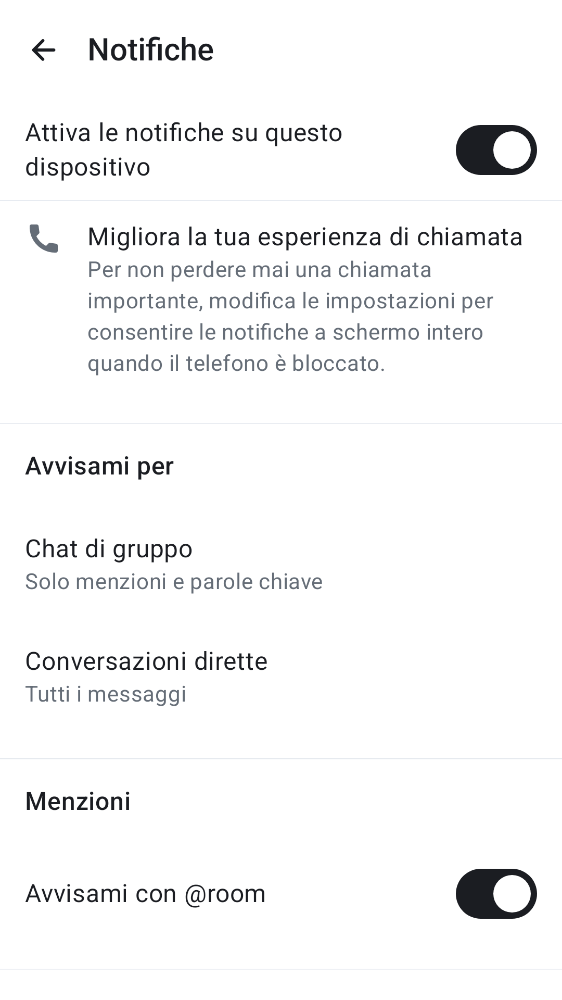 Notifiche
Attiva le notifiche su questo
dispositivo
Migliora la tua esperienza di chiamata
Per non perdere mai una chiamata
importante, modifica le impostazioni per
consentire le notifiche a schermo intero
quando il telefono è bloccato.
Avvisami per
Chat di gruppo
Solo menzioni e parole chiave
Conversazioni dirette
Tutti i messaggi
Menzioni
Avvisami con @room